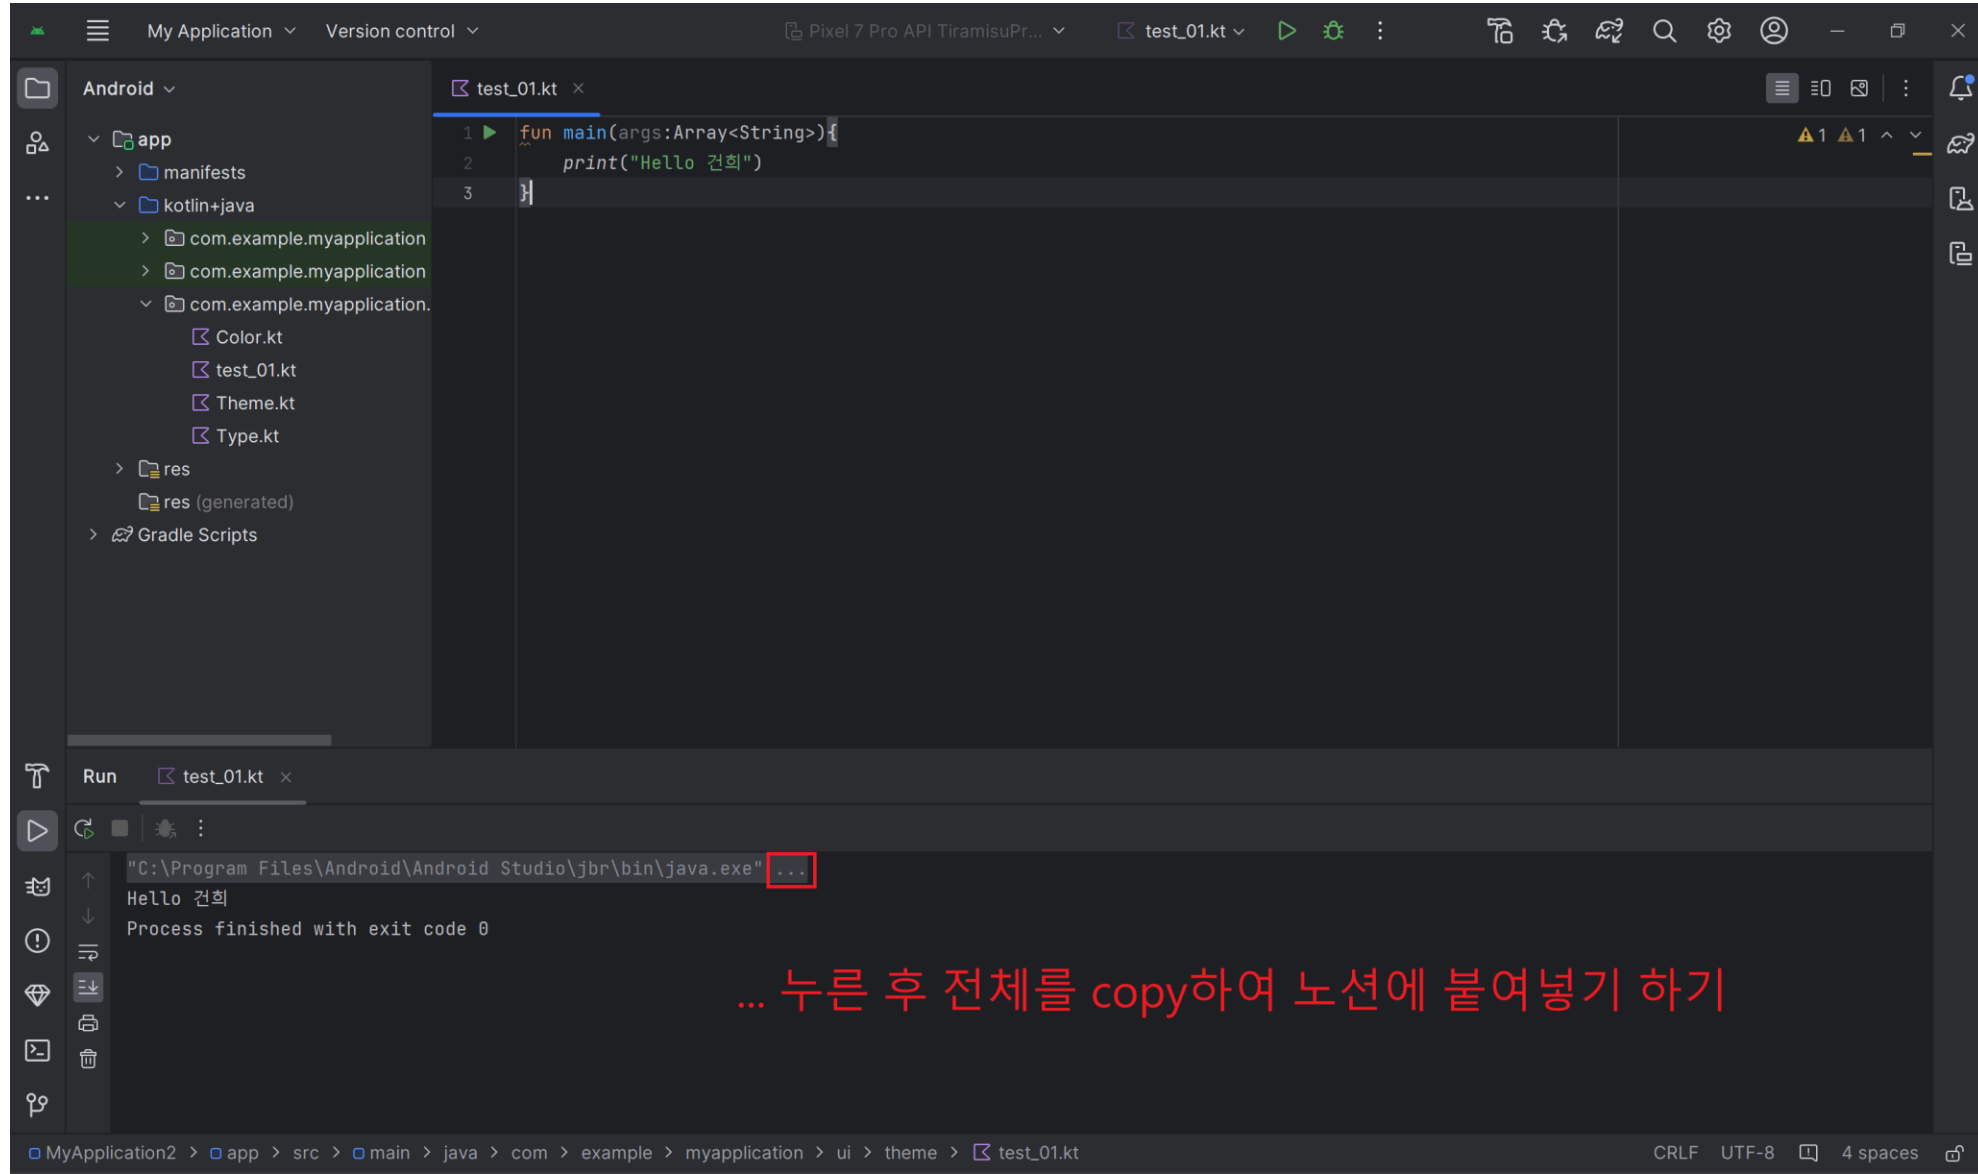 My Application
Version control
Pixel 7 Pro API TiramisuPr...
test_01.kt
Android
test_01.kt
app
manifests
kotlin+java
com.example.myapplication
com.example.myapplication
com.example.myapplication.
Color.kt
test_01.kt
Theme.kt
Type.kt
res
res (generated)
Gradle Scripts
1 fun main(args:Array<String>){
2 print("Hello 건희")
3 }
1 1
Run
test_01.kt
"C:\Program Files\Android\Android Studio\jbr\bin\java.exe" ...
Hello 건희
Process finished with exit code 0
... 누른 후 전체를 copy하여 노션에 붙여넣기 하기
MyApplication2 > app > src > main > java > com > example > myapplication > ui > theme > test_01.kt
CRLF UTF-8 4 spaces